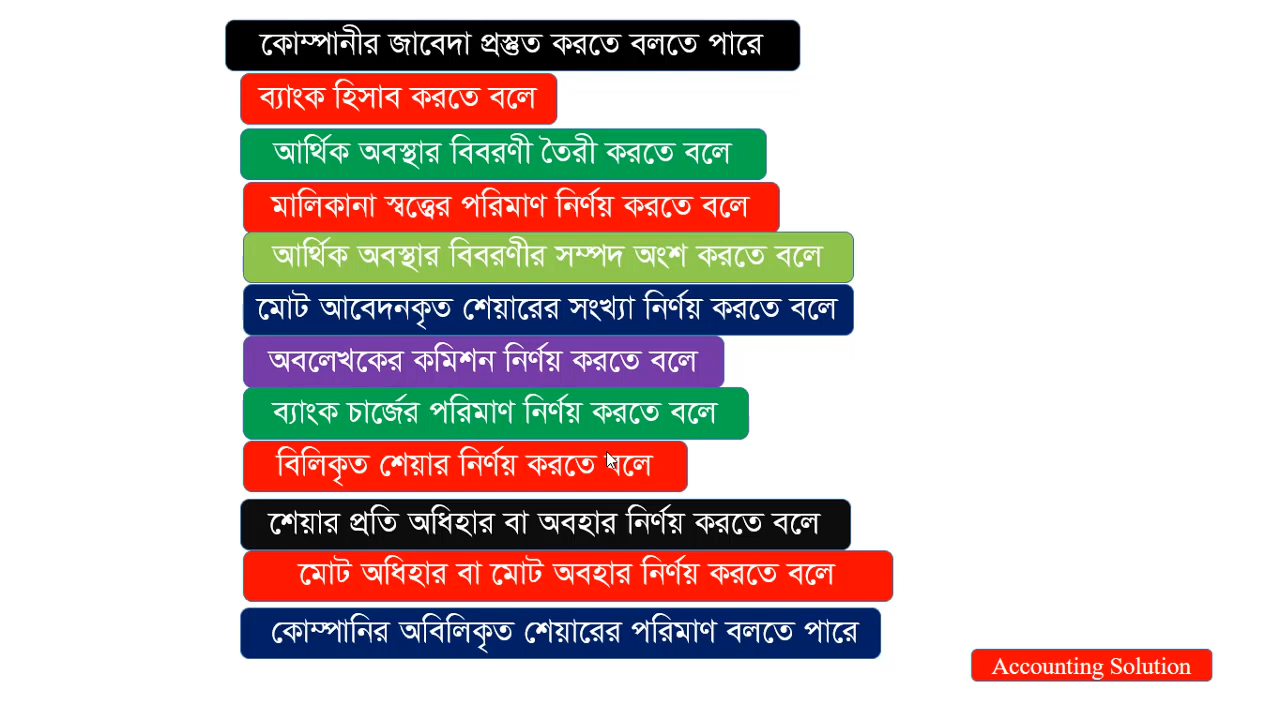 কোম্পানীর জাবেদা প্রস্তুত করতে বলতে পারে
ব্যাংক হিসাব করতে বলে
আর্থিক অবস্থার বিবরণী তৈরী করতে বলে
মালিকানা স্বত্ত্বের পরিমাণ নির্ণয় করতে বলে
আর্থিক অবস্থার বিবরণীর সম্পদ অংশ করতে বলে
মোট আবেদনকৃত শেয়ারের সংখ্যা নির্ণয় করতে বলে
অবলেখকের কমিশন নির্ণয় করতে বলে
ব্যাংক চার্জের পরিমাণ নির্ণয় করতে বলে
বিলিকৃত শেয়ার নির্ণয় করতে বলে
শেয়ার প্রতি অধিহার বা অবহার নির্ণয় করতে বলে
মোট অধিহার বা মোট অবহার নির্ণয় করতে বলে
কোম্পানির অবিলিকৃত শেয়ারের পরিমাণ বলতে পারে
Accounting Solution